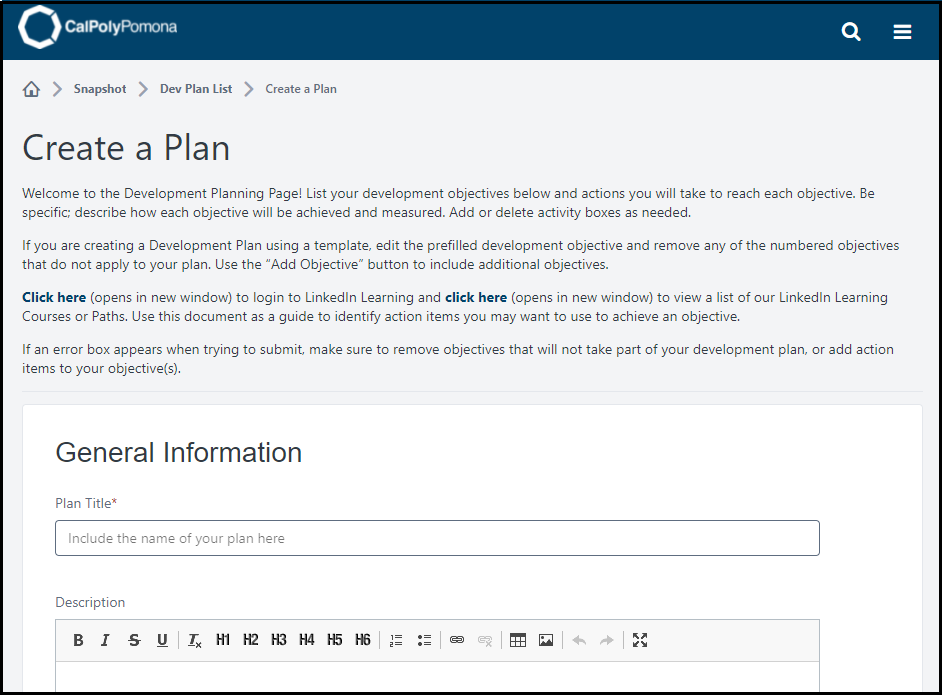 CalPolyPomona
Snapshot Dev Plan List Create a Plan
Create a Plan
Welcome to the Development Planning Page! List your development objectives below and actions you will take to reach each objective. Be
specific; describe how each objective will be achieved and measured. Add or delete activity boxes as needed.
If you are creating a Development Plan using a template, edit the prefilled development objective and remove any of the numbered objectives
that do not apply to your plan. Use the “Add Objective” button to include additional objectives.
Click here (opens in new window) to login to LinkedIn Learning and click here (opens in new window) to view a list of our LinkedIn Learning
Courses or Paths. Use this document as a guide to identify action items you may want to use to achieve an objective.
If an error box appears when trying to submit, make sure to remove objectives that will not take part of your development plan, or add action
items to your objective(s).
General Information
Plan Title*
Include the name of your plan here
Description
B I S U Tx H1 H2 H3 H4 H5 H6